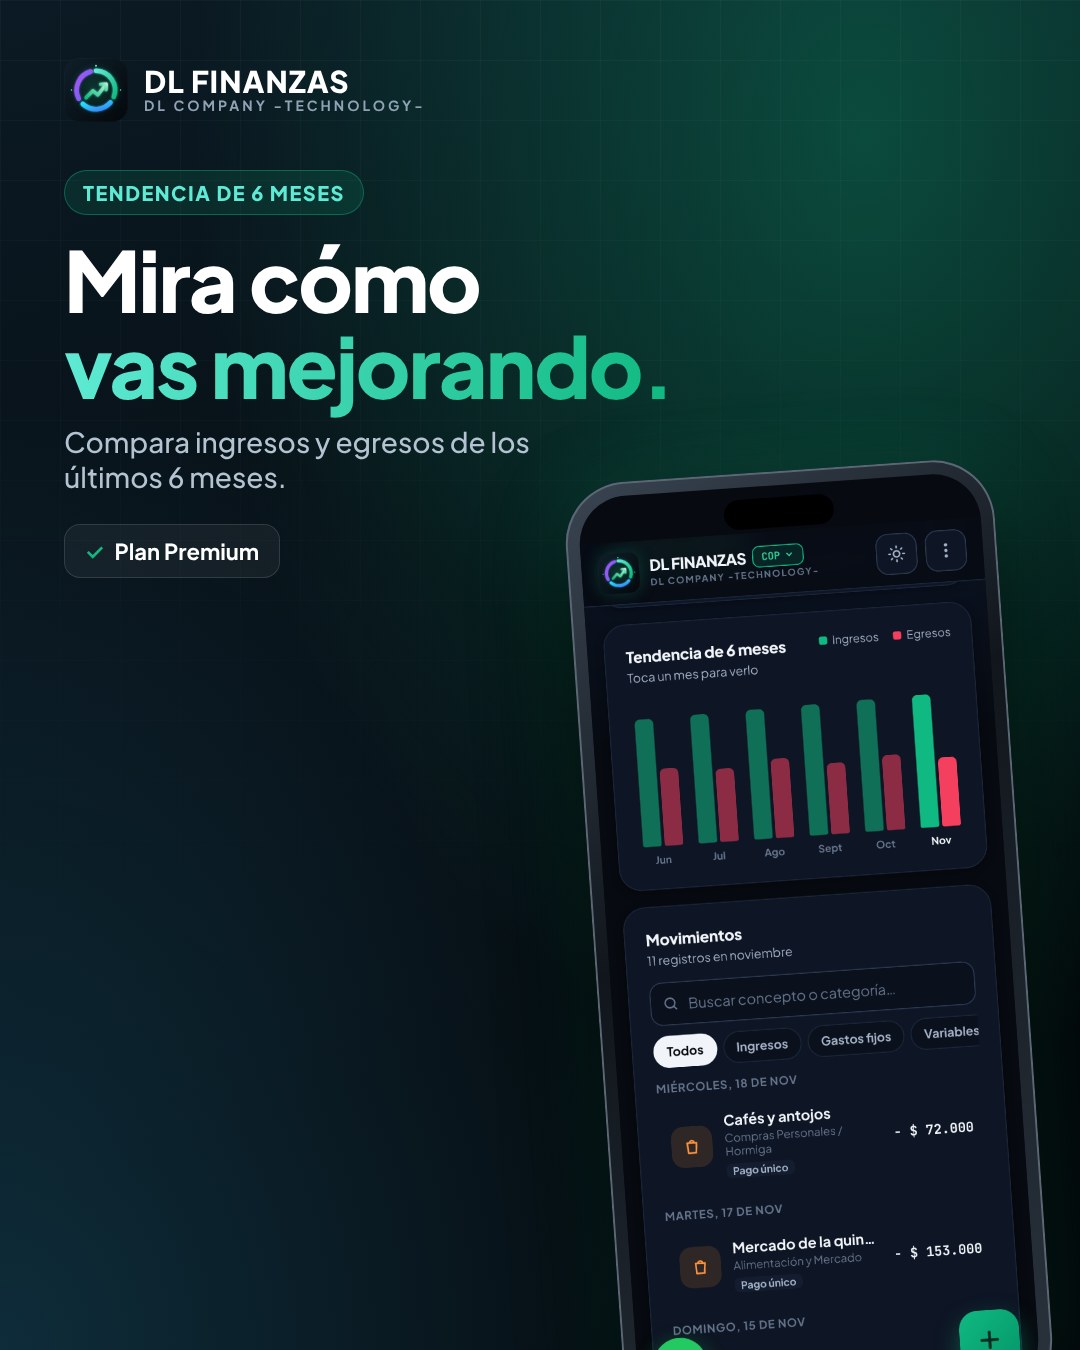 DL FINANZAS
DL COMPANY -TECHNOLOGY-
TENDENCIA DE 6 MESES
Mira cómo
vas mejorando.
Compara ingresos y egresos de los
últimos 6 meses.
Plan Premium
DL FINANZAS COP
DL COMPANY -TECHNOLOGY-
Tendencia de 6 meses
Ingresos Egresos
Toca un mes para verlo
Jun Jul Ago Sept Oct Nov
Movimientos
11 registros en noviembre
Buscar concepto o categoría...
Todos Ingresos Gastos fijos Variables
MIÉRCOLES, 18 DE NOV
Cafés y antojos
Compras Personales /
Hormiga
- $ 72.000
Pago único
MARTES, 17 DE NOV
Mercado de la quin...
Alimentación y Mercado
- $ 153.000
Pago único
DOMINGO, 15 DE NOV